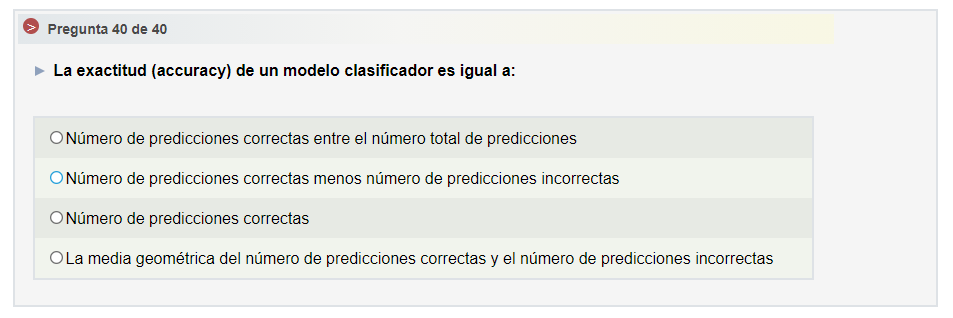 Pregunta 40 de 40
La exactitud (accuracy) de un modelo clasificador es igual a:
Número de predicciones correctas entre el número total de predicciones
Número de predicciones correctas menos número de predicciones incorrectas
Número de predicciones correctas
La media geométrica del número de predicciones correctas y el número de predicciones incorrectas